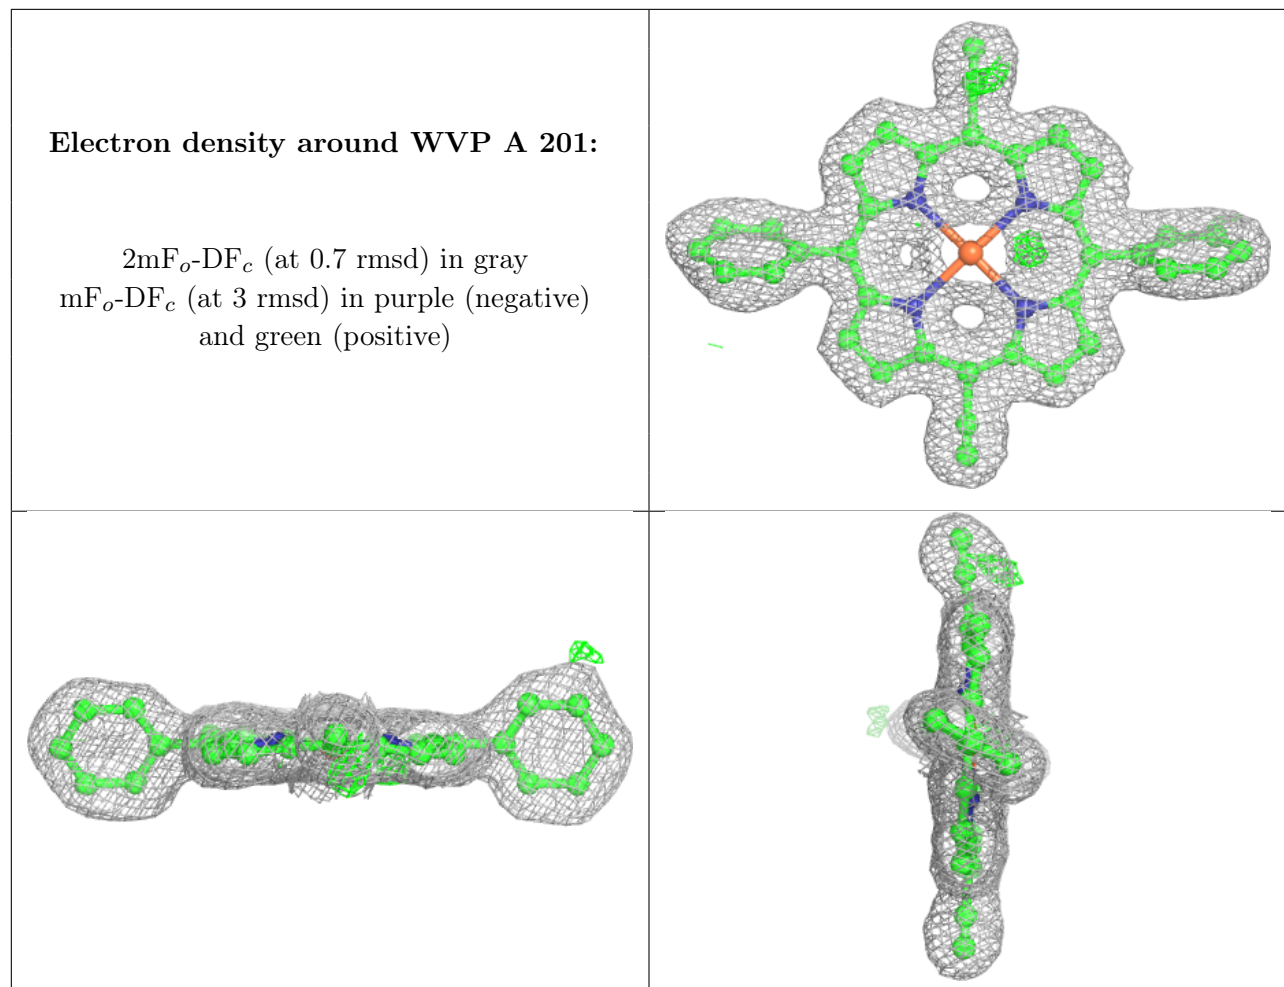 Electron density around WVP A 201:
2mFo-DFc (at 0.7 rmsd) in gray
mFo-DFc (at 3 rmsd) in purple (negative)
and green (positive)